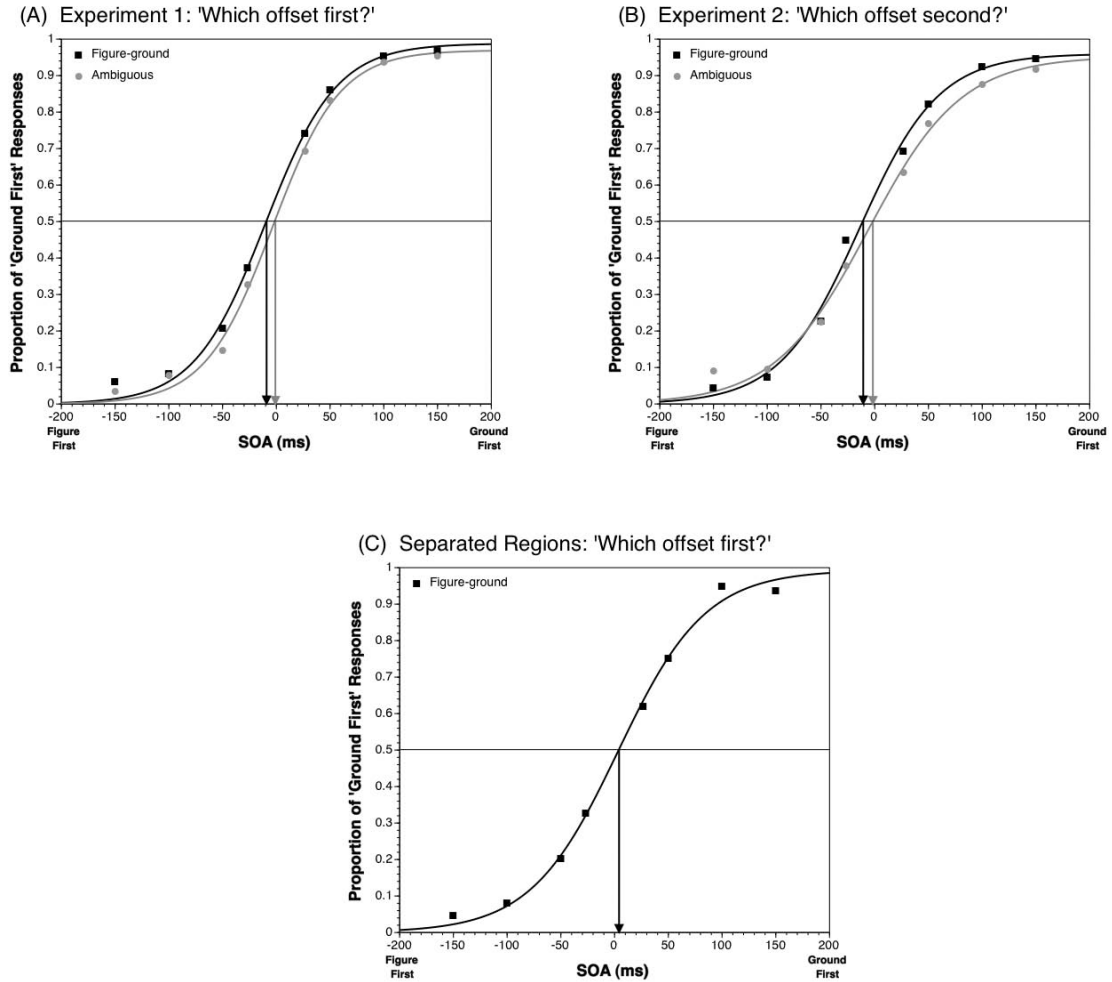 (A) Experiment 1: 'Which offset first?'
Proportion of 'Ground First' Responses
Figure-ground
Ambiguous
1
0.9
0.8
0.7
0.6
0.5
0.4
0.3
0.2
0.1
0
-200 -150 -100 -50 0 50 100 150 200
Figure First
SOA (ms)
Ground First
(B) Experiment 2: 'Which offset second?'
Proportion of 'Ground First' Responses
Figure-ground
Ambiguous
1
0.9
0.8
0.7
0.6
0.5
0.4
0.3
0.2
0.1
0
-200 -150 -100 -50 0 50 100 150 200
Figure First
SOA (ms)
Ground First
(C) Separated Regions: 'Which offset first?'
Proportion of 'Ground First' Responses
Figure-ground
1
0.9
0.8
0.7
0.6
0.5
0.4
0.3
0.2
0.1
0
-200 -150 -100 -50 0 50 100 150 200
Figure First
SOA (ms)
Ground First